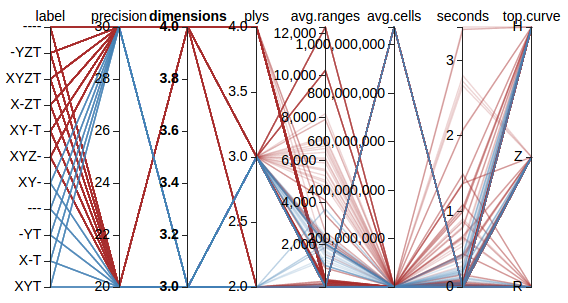 label precision dimensions plys avg.ranges avg.cells seconds top.curve
---- 30 4.0 4.0 12,000 1,000,000,000 H
-YZT 3
XYZT 28 3.8 3.5 10,000 800,000,000
X-ZT
XY-T 26 3.6 8,000 2
XYZ- 3.0 6,000 600,000,000 Z
XY-- 24 3.4 4,000 400,000,000
--- 1
-YT 22 3.2 2.5 2,000 200,000,000
X-T
XYT 20 3.0 2.0 0 R